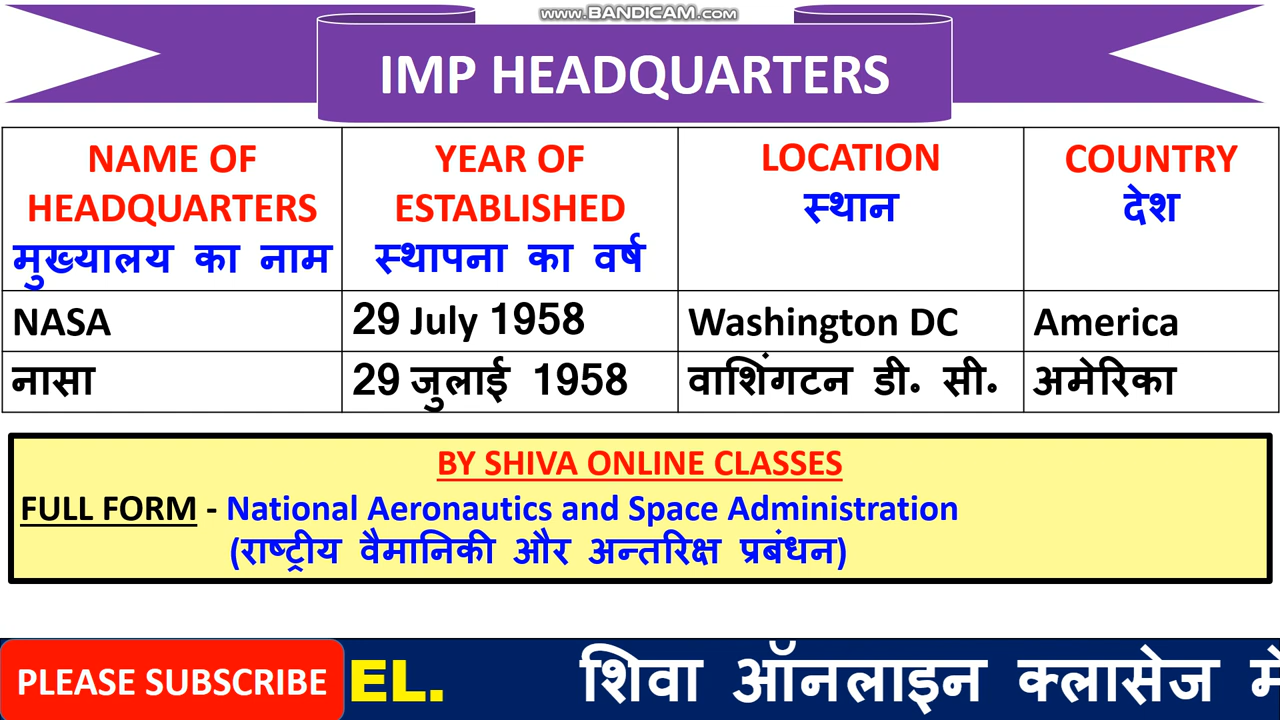 www.BANDICAM.com
IMP HEADQUARTERS
NAME OF HEADQUARTERS मुख्यालय का नाम
YEAR OF ESTABLISHED स्थापना का वर्ष
LOCATION स्थान
COUNTRY देश
NASA 29 July 1958 Washington DC America
नासा 29 जुलाई 1958 वाशिंगटन डी॰ सी॰ अमेरिका
BY SHIVA ONLINE CLASSES
FULL FORM - National Aeronautics and Space Administration
(राष्ट्रीय वैमानिकी और अन्तरिक्ष प्रबंधन)
PLEASE SUBSCRIBE EL. शिवा ऑनलाइन क्लासेज में